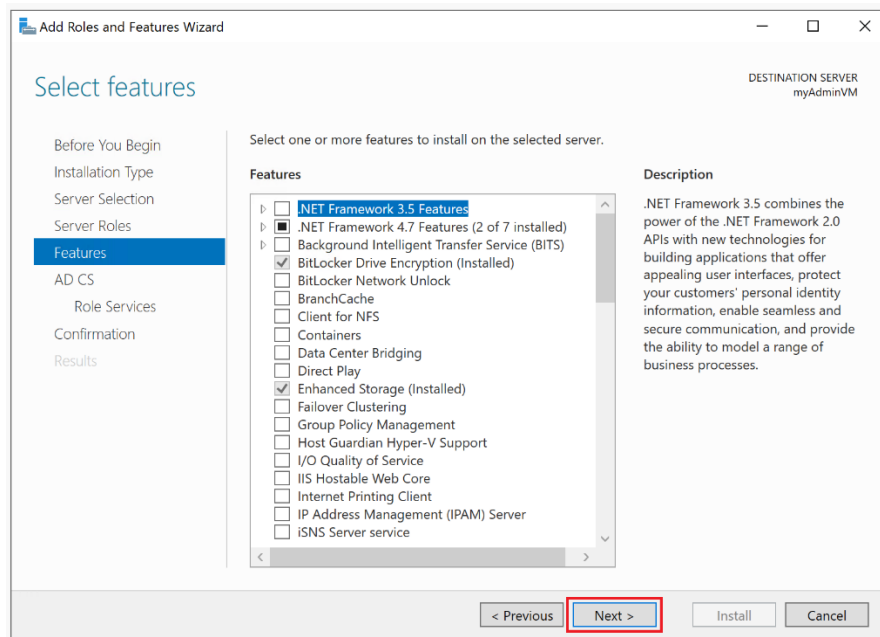 Add Roles and Features Wizard
Select features
DESTINATION SERVER
myAdminVM
Before You Begin
Installation Type
Server Selection
Server Roles
Features
AD CS
Role Services
Confirmation
Results
Select one or more features to install on the selected server.
Features
.NET Framework 3.5 Features
.NET Framework 4.7 Features (2 of 7 installed)
Background Intelligent Transfer Service (BITS)
BitLocker Drive Encryption (Installed)
BitLocker Network Unlock
BranchCache
Client for NFS
Containers
Data Center Bridging
Direct Play
Enhanced Storage (Installed)
Failover Clustering
Group Policy Management
Host Guardian Hyper-V Support
I/O Quality of Service
IIS Hostable Web Core
Internet Printing Client
IP Address Management (IPAM) Server
iSNS Server service
Description
.NET Framework 3.5 combines the
power of the .NET Framework 2.0
APIs with new technologies for
building applications that offer
appealing user interfaces, protect
your customers' personal identity
information, enable seamless and
secure communication, and provide
the ability to model a range of
business processes.
< Previous
Next >
Install
Cancel